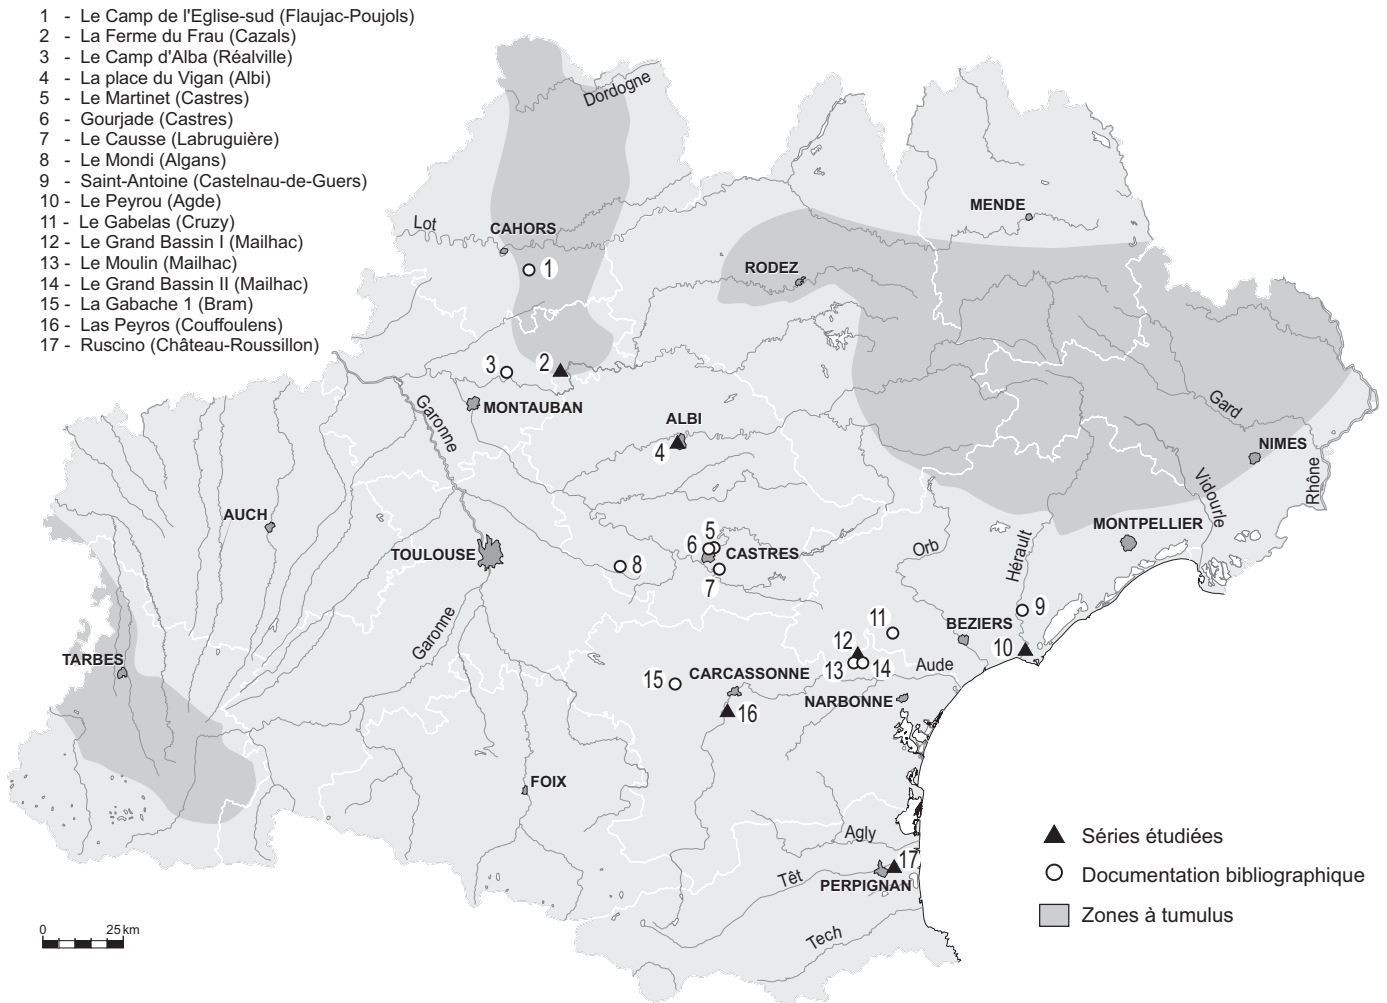 1 - Le Camp de l'Eglise-sud (Flaujac-Poujols)
2 - La Ferme du Frau (Cazals)
3 - Le Camp d'Alba (Réalville)
4 - La place du Vigan (Albi)
5 - Le Martinet (Castres)
6 - Gourjade (Castres)
7 - Le Causse (Labruguière)
8 - Le Mondi (Algans)
9 - Saint-Antoine (Castelnau-de-Guers)
10 - Le Peyrou (Agde)
11 - Le Gabelas (Cruzy)
12 - Le Grand Bassin I (Mailhac)
13 - Le Moulin (Mailhac)
14 - Le Grand Bassin II (Mailhac)
15 - La Gabache 1 (Bram)
16 - Las Peyros (Couffoulens)
17 - Ruscino (Château-Roussillon)
Dordogne
MENDE
Lot
CAHORS
1
RODEZ
3
2
MONTAUBAN
Garonne
Gard
ALBI
4
NIMES
Rhône
Vidourle
AUCH
MONTPELLIER
TOULOUSE
5
6
CASTRES
7
8
Orb
Hérault
9
Garonne
11
BEZIERS
12
10
TARBES
13
14
Aude
15
CARCASSONNE
NARBONNE
16
FOIX
Agly
17
Têt
PERPIGNAN
Tech
Séries étudiées
Documentation bibliographique
Zones à tumulus
0
25 km